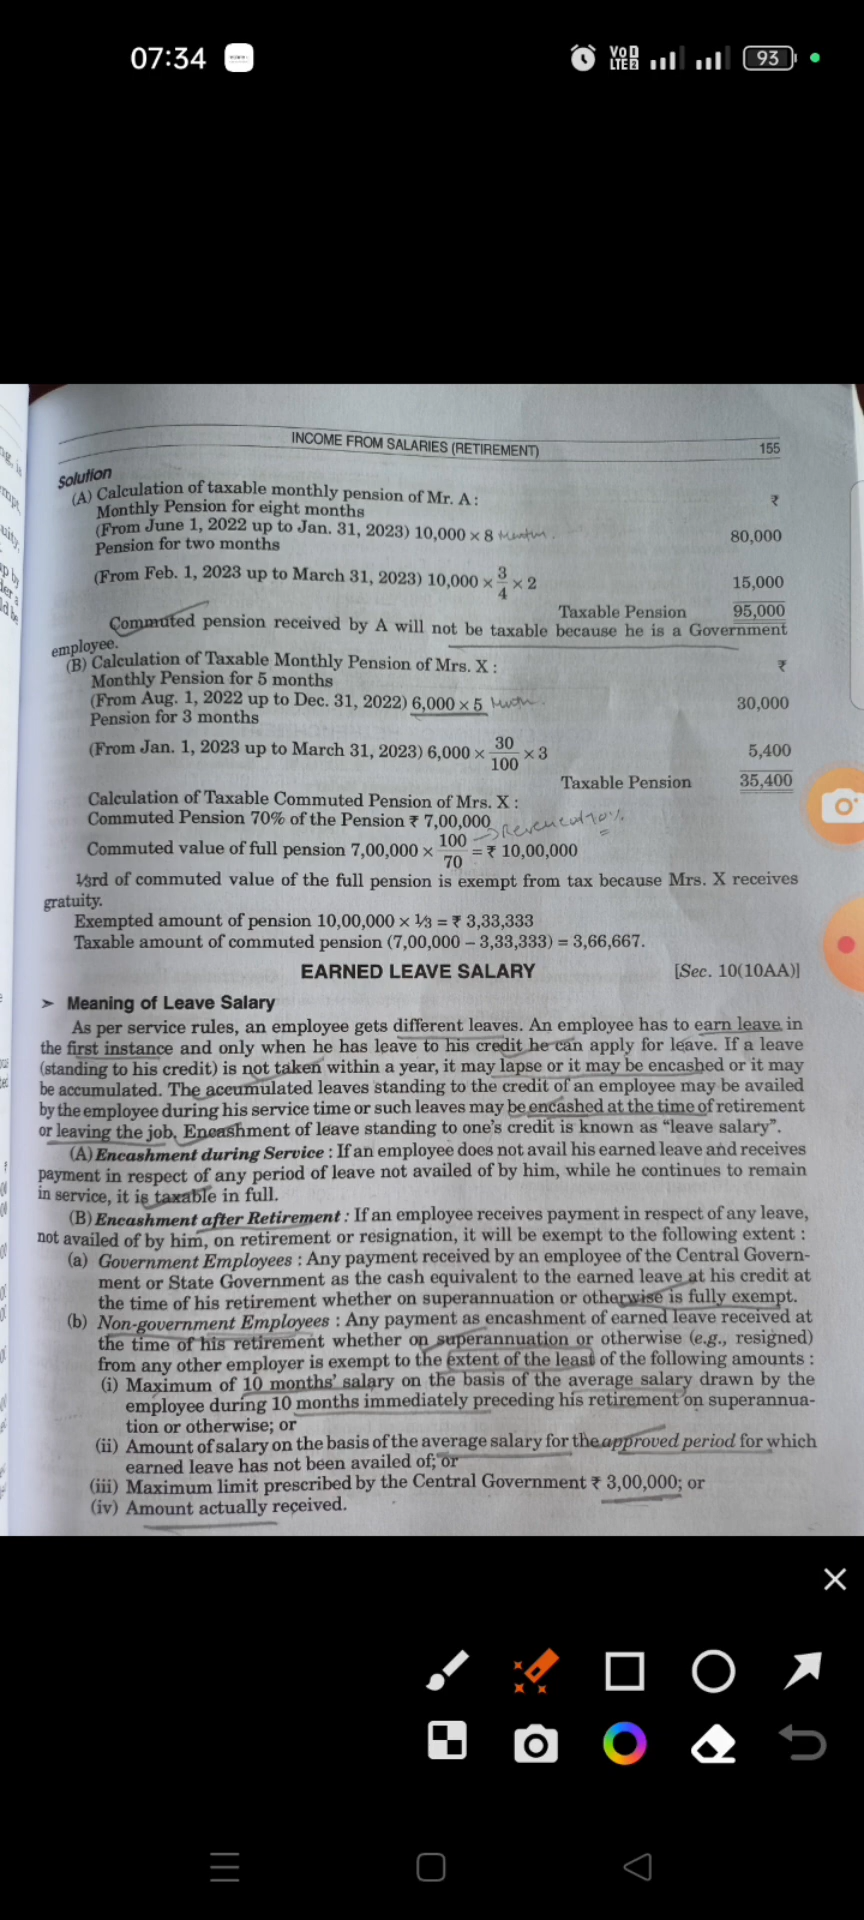 07:34
VoD
LTE2
93
INCOME FROM SALARIES (RETIREMENT)
155
Solution
(A) Calculation of taxable monthly pension of Mr. A :
₹
Monthly Pension for eight months
(From June 1, 2022 up to Jan. 31, 2023) 10,000 × 8
80,000
Pension for two months
(From Feb. 1, 2023 up to March 31, 2023) 10,000 × 3/4 × 2
15,000
Taxable Pension 95,000
Commuted pension received by A will not be taxable because he is a Government
employee.
(B) Calculation of Taxable Monthly Pension of Mrs. X :
₹
Monthly Pension for 5 months
(From Aug. 1, 2022 up to Dec. 31, 2022) 6,000 × 5
30,000
Pension for 3 months
(From Jan. 1, 2023 up to March 31, 2023) 6,000 × 30/100 × 3
5,400
Taxable Pension 35,400
Calculation of Taxable Commuted Pension of Mrs. X :
Commuted Pension 70% of the Pension ₹ 7,00,000
Commuted value of full pension 7,00,000 × 100/70 = ₹ 10,00,000
1/3rd of commuted value of the full pension is exempt from tax because Mrs. X receives
gratuity.
Exempted amount of pension 10,00,000 × 1/3 = ₹ 3,33,333
Taxable amount of commuted pension (7,00,000 – 3,33,333) = 3,66,667.
EARNED LEAVE SALARY [Sec. 10(10AA)]
➤ Meaning of Leave Salary
As per service rules, an employee gets different leaves. An employee has to earn leave in
the first instance and only when he has leave to his credit he can apply for leave. If a leave
(standing to his credit) is not taken within a year, it may lapse or it may be encashed or it may
be accumulated. The accumulated leaves standing to the credit of an employee may be availed
by the employee during his service time or such leaves may be encashed at the time of retirement
or leaving the job. Encashment of leave standing to one's credit is known as “leave salary”.
(A) Encashment during Service : If an employee does not avail his earned leave and receives
payment in respect of any period of leave not availed of by him, while he continues to remain
in service, it is taxable in full.
(B) Encashment after Retirement : If an employee receives payment in respect of any leave,
not availed of by him, on retirement or resignation, it will be exempt to the following extent :
(a) Government Employees : Any payment received by an employee of the Central Govern-
ment or State Government as the cash equivalent to the earned leave at his credit at
the time of his retirement whether on superannuation or otherwise is fully exempt.
(b) Non-government Employees : Any payment as encashment of earned leave received at
the time of his retirement whether on superannuation or otherwise (e.g., resigned)
from any other employer is exempt to the extent of the least of the following amounts :
(i) Maximum of 10 months' salary on the basis of the average salary drawn by the
employee during 10 months immediately preceding his retirement on superannua-
tion or otherwise; or
(ii) Amount of salary on the basis of the average salary for the approved period for which
earned leave has not been availed of; or
(iii) Maximum limit prescribed by the Central Government ₹ 3,00,000; or
(iv) Amount actually received.